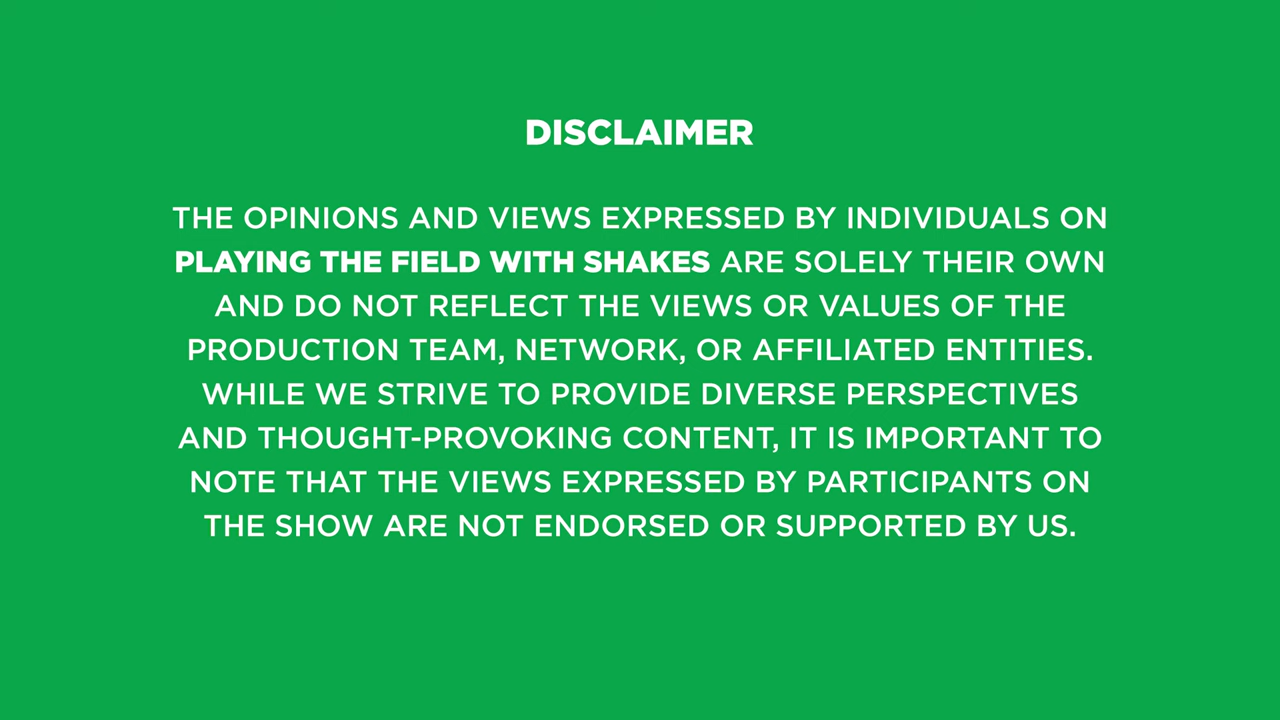 DISCLAIMER
THE OPINIONS AND VIEWS EXPRESSED BY INDIVIDUALS ON
PLAYING THE FIELD WITH SHAKES ARE SOLELY THEIR OWN
AND DO NOT REFLECT THE VIEWS OR VALUES OF THE
PRODUCTION TEAM, NETWORK, OR AFFILIATED ENTITIES.
WHILE WE STRIVE TO PROVIDE DIVERSE PERSPECTIVES
AND THOUGHT-PROVOKING CONTENT, IT IS IMPORTANT TO
NOTE THAT THE VIEWS EXPRESSED BY PARTICIPANTS ON
THE SHOW ARE NOT ENDORSED OR SUPPORTED BY US.